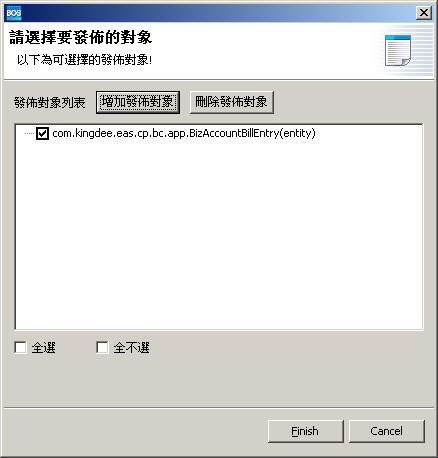 BOS
請選擇要發佈的對象
以下為可選擇的發佈對象!
發佈對象列表 增加發佈對象 刪除發佈對象
com.kingdee.eas.cp.bc.app.BizAccountBillEntry(entity)
全選 全不選
Finish Cancel